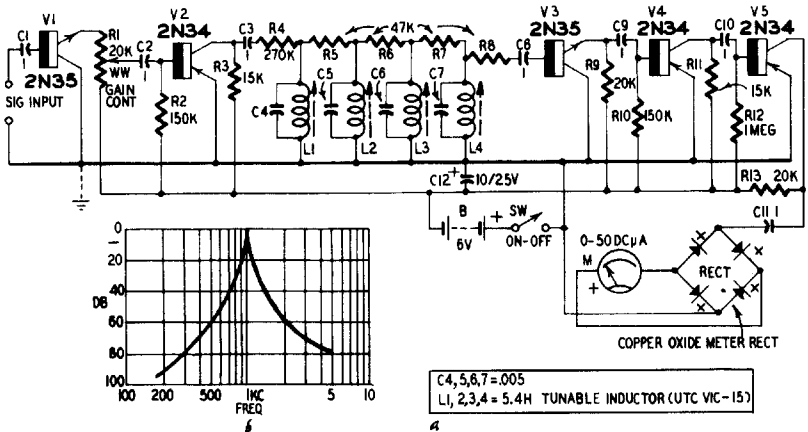 V1
2N35
C1
1
SIG INPUT
R1
20K
WW
GAIN
CONT
C2
1
V2
2N34
R2
150K
R3
15K
C3
1
R4
270K
R5
47K
R6
R7
R8
C4
C5
C6
C7
L1
L2
L3
L4
C8
1
V3
2N35
R9
20K
C9
1
V4
2N34
R10
150K
R11
15K
C10
1
V5
2N34
R12
1 MEG
R13 20K
C12 +
10/25V
B
6V
+
SW
ON-OFF
0-50 DC μA
M
+
C11 1
RECT
X
X
X
X
COPPER OXIDE METER RECT
DB
0
20
40
60
80
100
100 200 500 1KC 5 10
FREQ
b
a
C4,5,6,7=.005
L1, 2,3,4 = 5.4H TUNABLE INDUCTOR (UTC VIC-15)